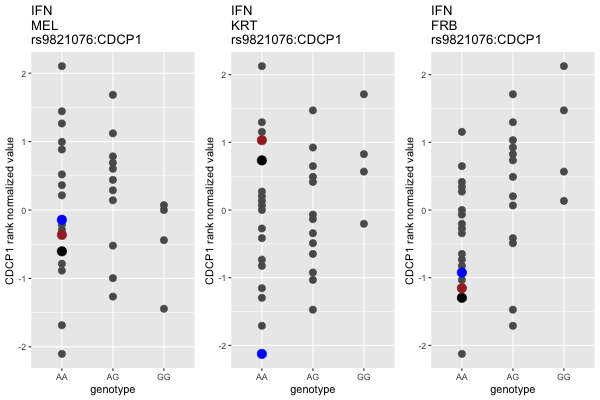 IFN
MEL
rs9821076:CDCP1
IFN
KRT
rs9821076:CDCP1
IFN
FRB
rs9821076:CDCP1
CDCP1 rank normalized value
2
1
0
-1
-2
AA AG GG
genotype
CDCP1 rank normalized value
2
1
0
-1
-2
AA AG GG
genotype
CDCP1 rank normalized value
2
1
0
-1
-2
AA AG GG
genotype